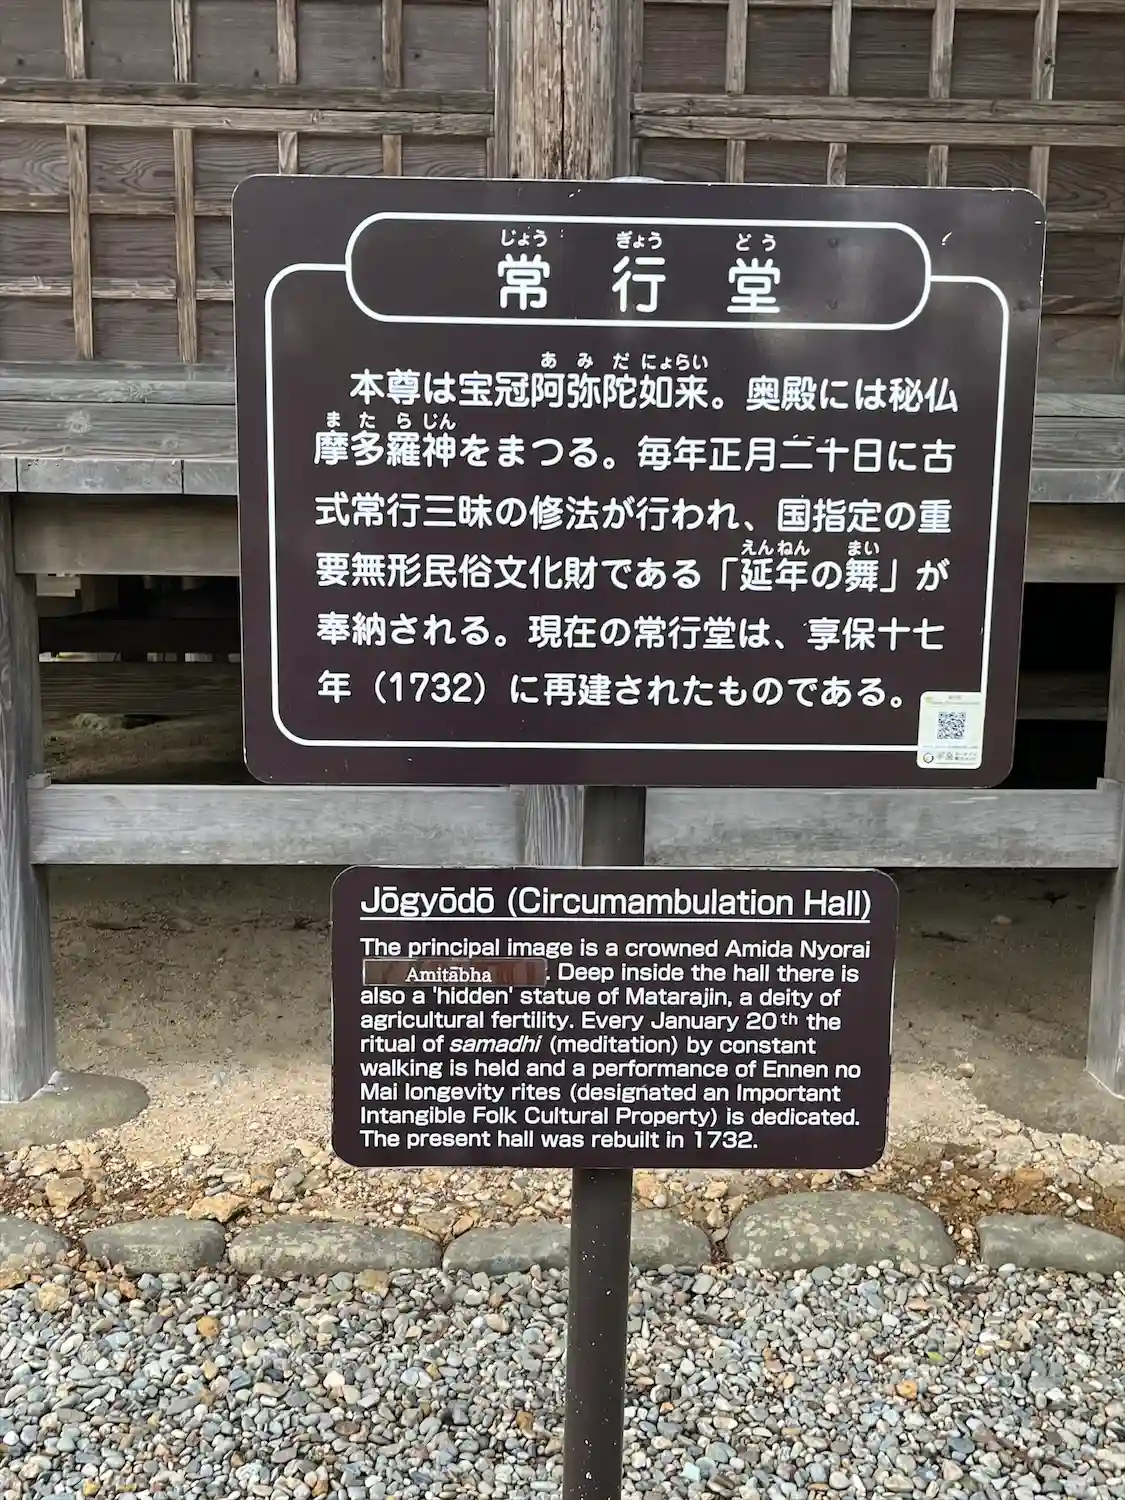 じょう ぎょう どう
常行堂
あみだにょらい
本尊は宝冠阿弥陀如来。奥殿には秘仏
またらじん
摩多羅神をまつる。毎年正月二十日に古
式常行三昧の修法が行われ、国指定の重
えんねん まい
要無形民俗文化財である「延年の舞」が
奉納される。現在の常行堂は、享保十七
年（1732）に再建されたものである。
Jōgyōdō (Circumambulation Hall)
The principal image is a crowned Amida Nyorai
Amitābha. Deep inside the hall there is
also a 'hidden' statue of Matarajin, a deity of
agricultural fertility. Every January 20th the
ritual of samadhi (meditation) by constant
walking is held and a performance of Ennen no
Mai longevity rites (designated an Important
Intangible Folk Cultural Property) is dedicated.
The present hall was rebuilt in 1732.